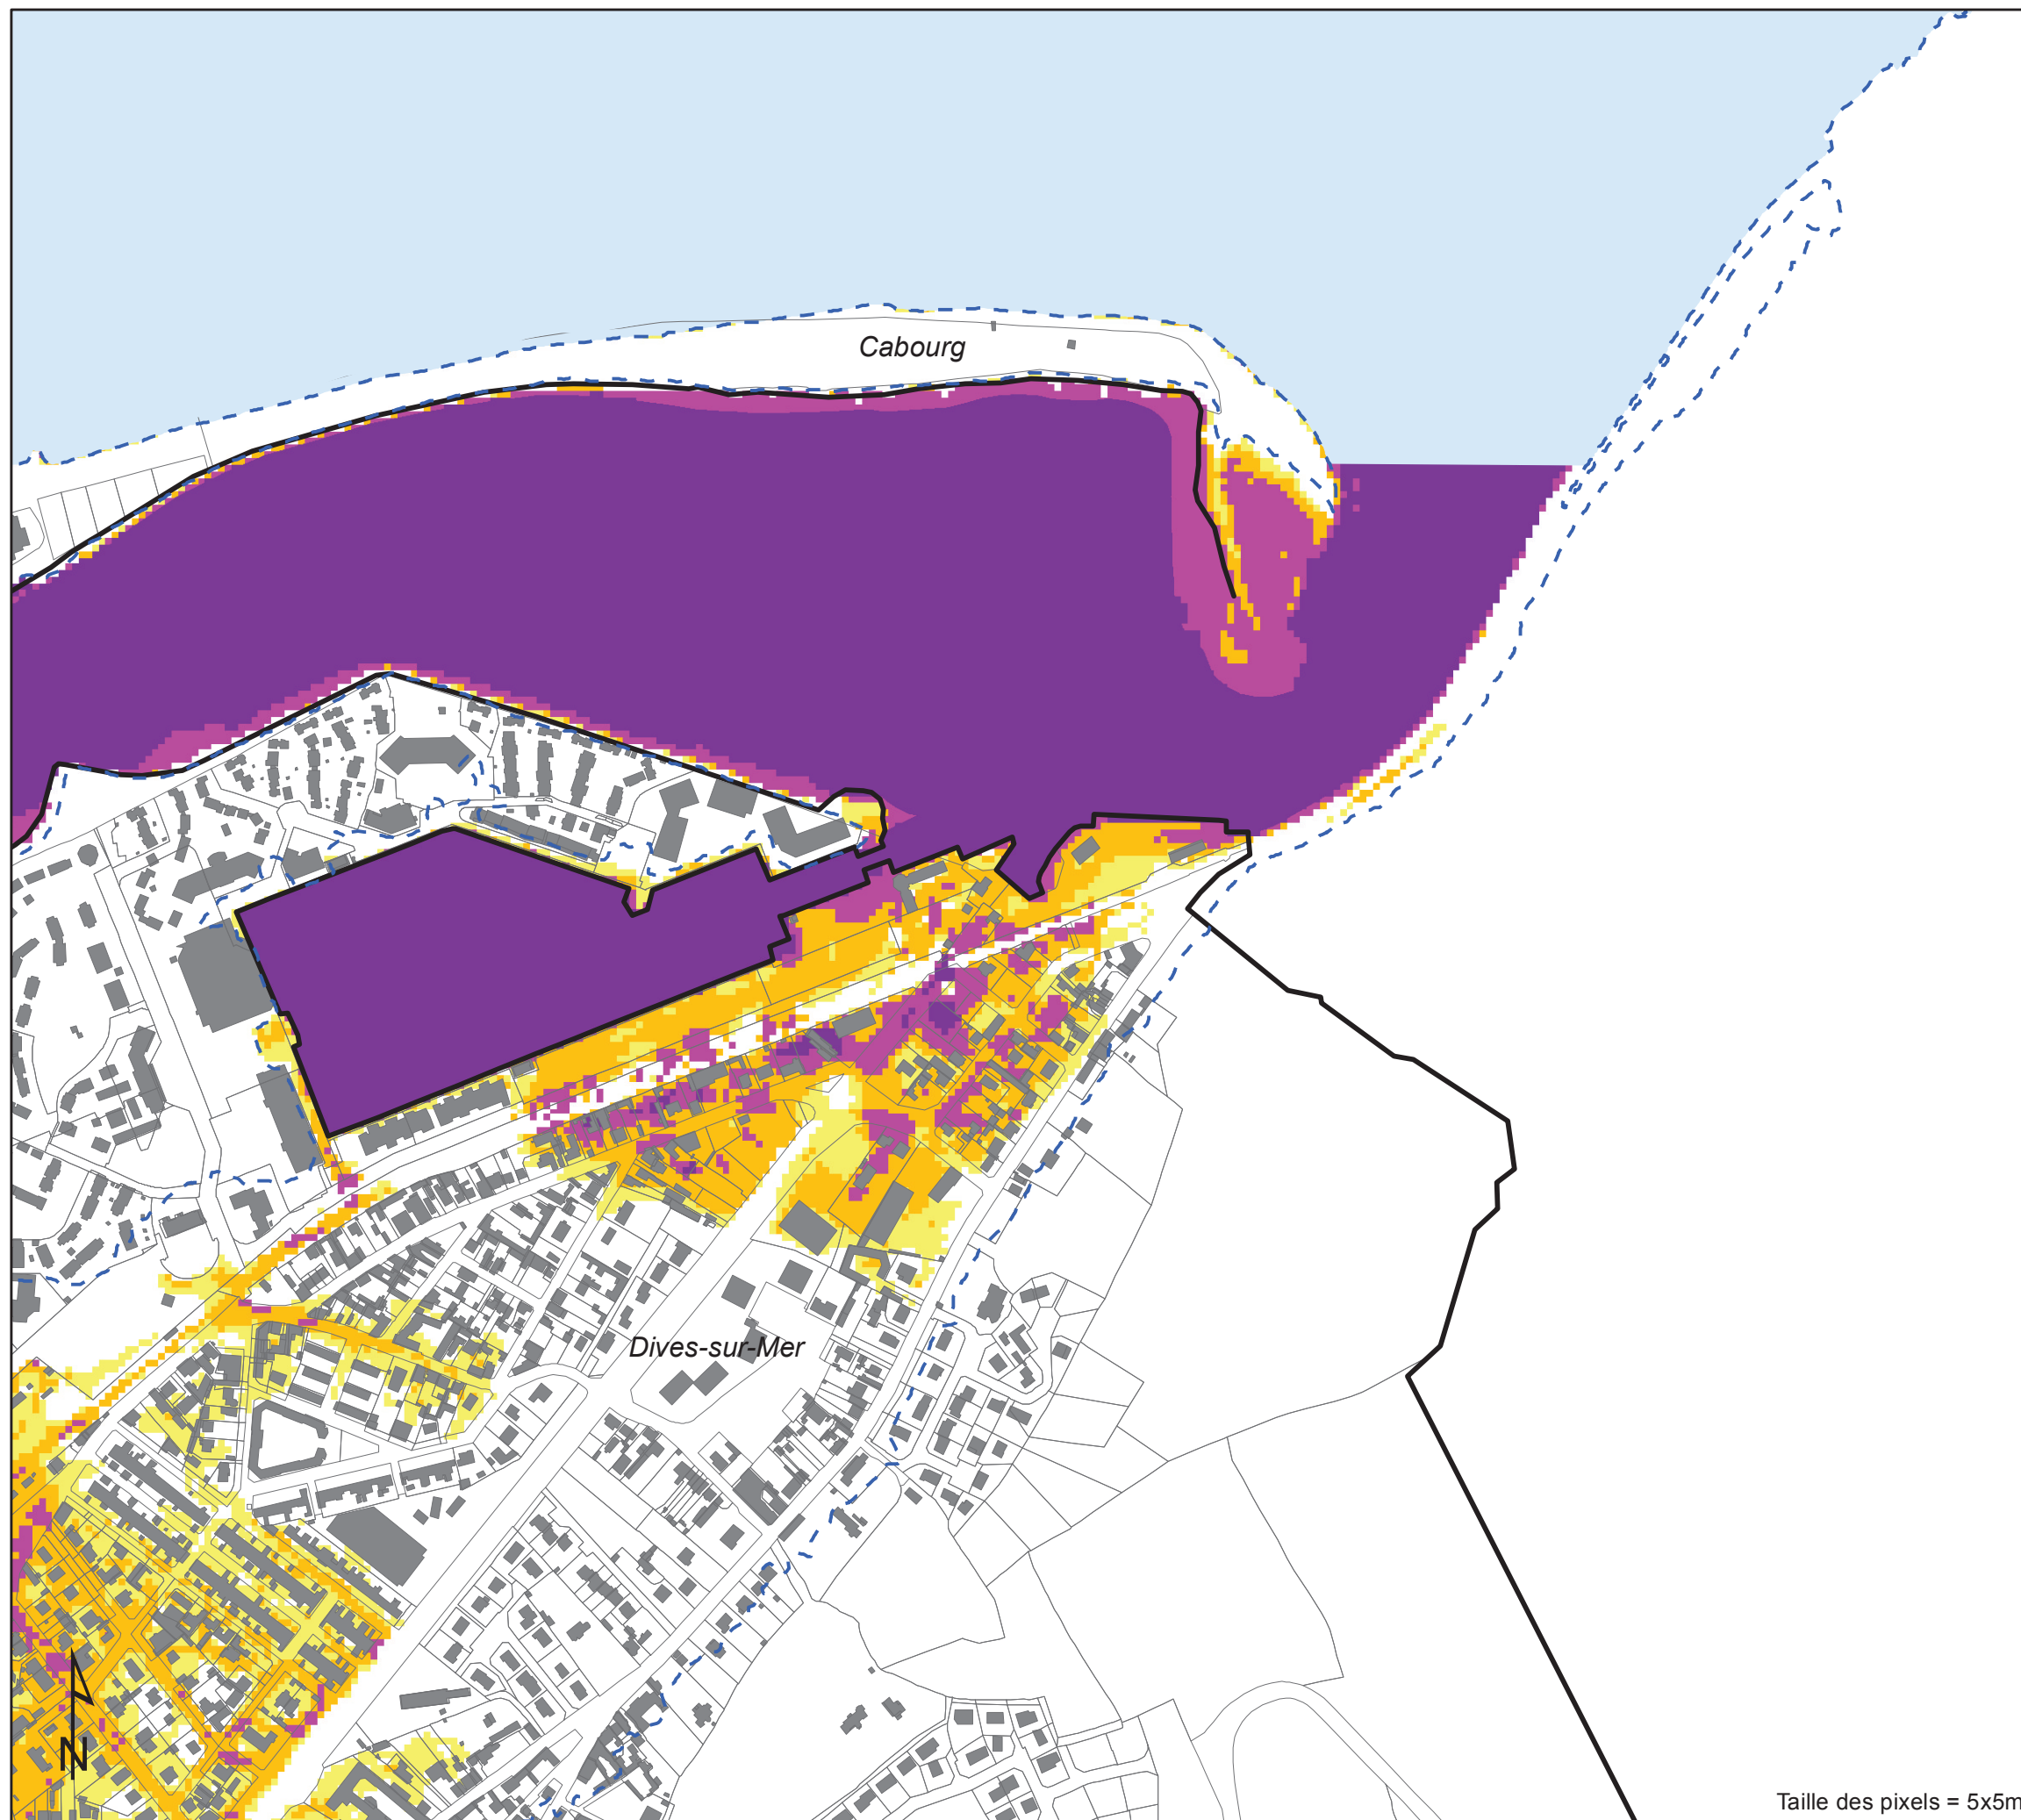 Cabourg
Dives-sur-Mer
N
Taille des pixels = 5x5m